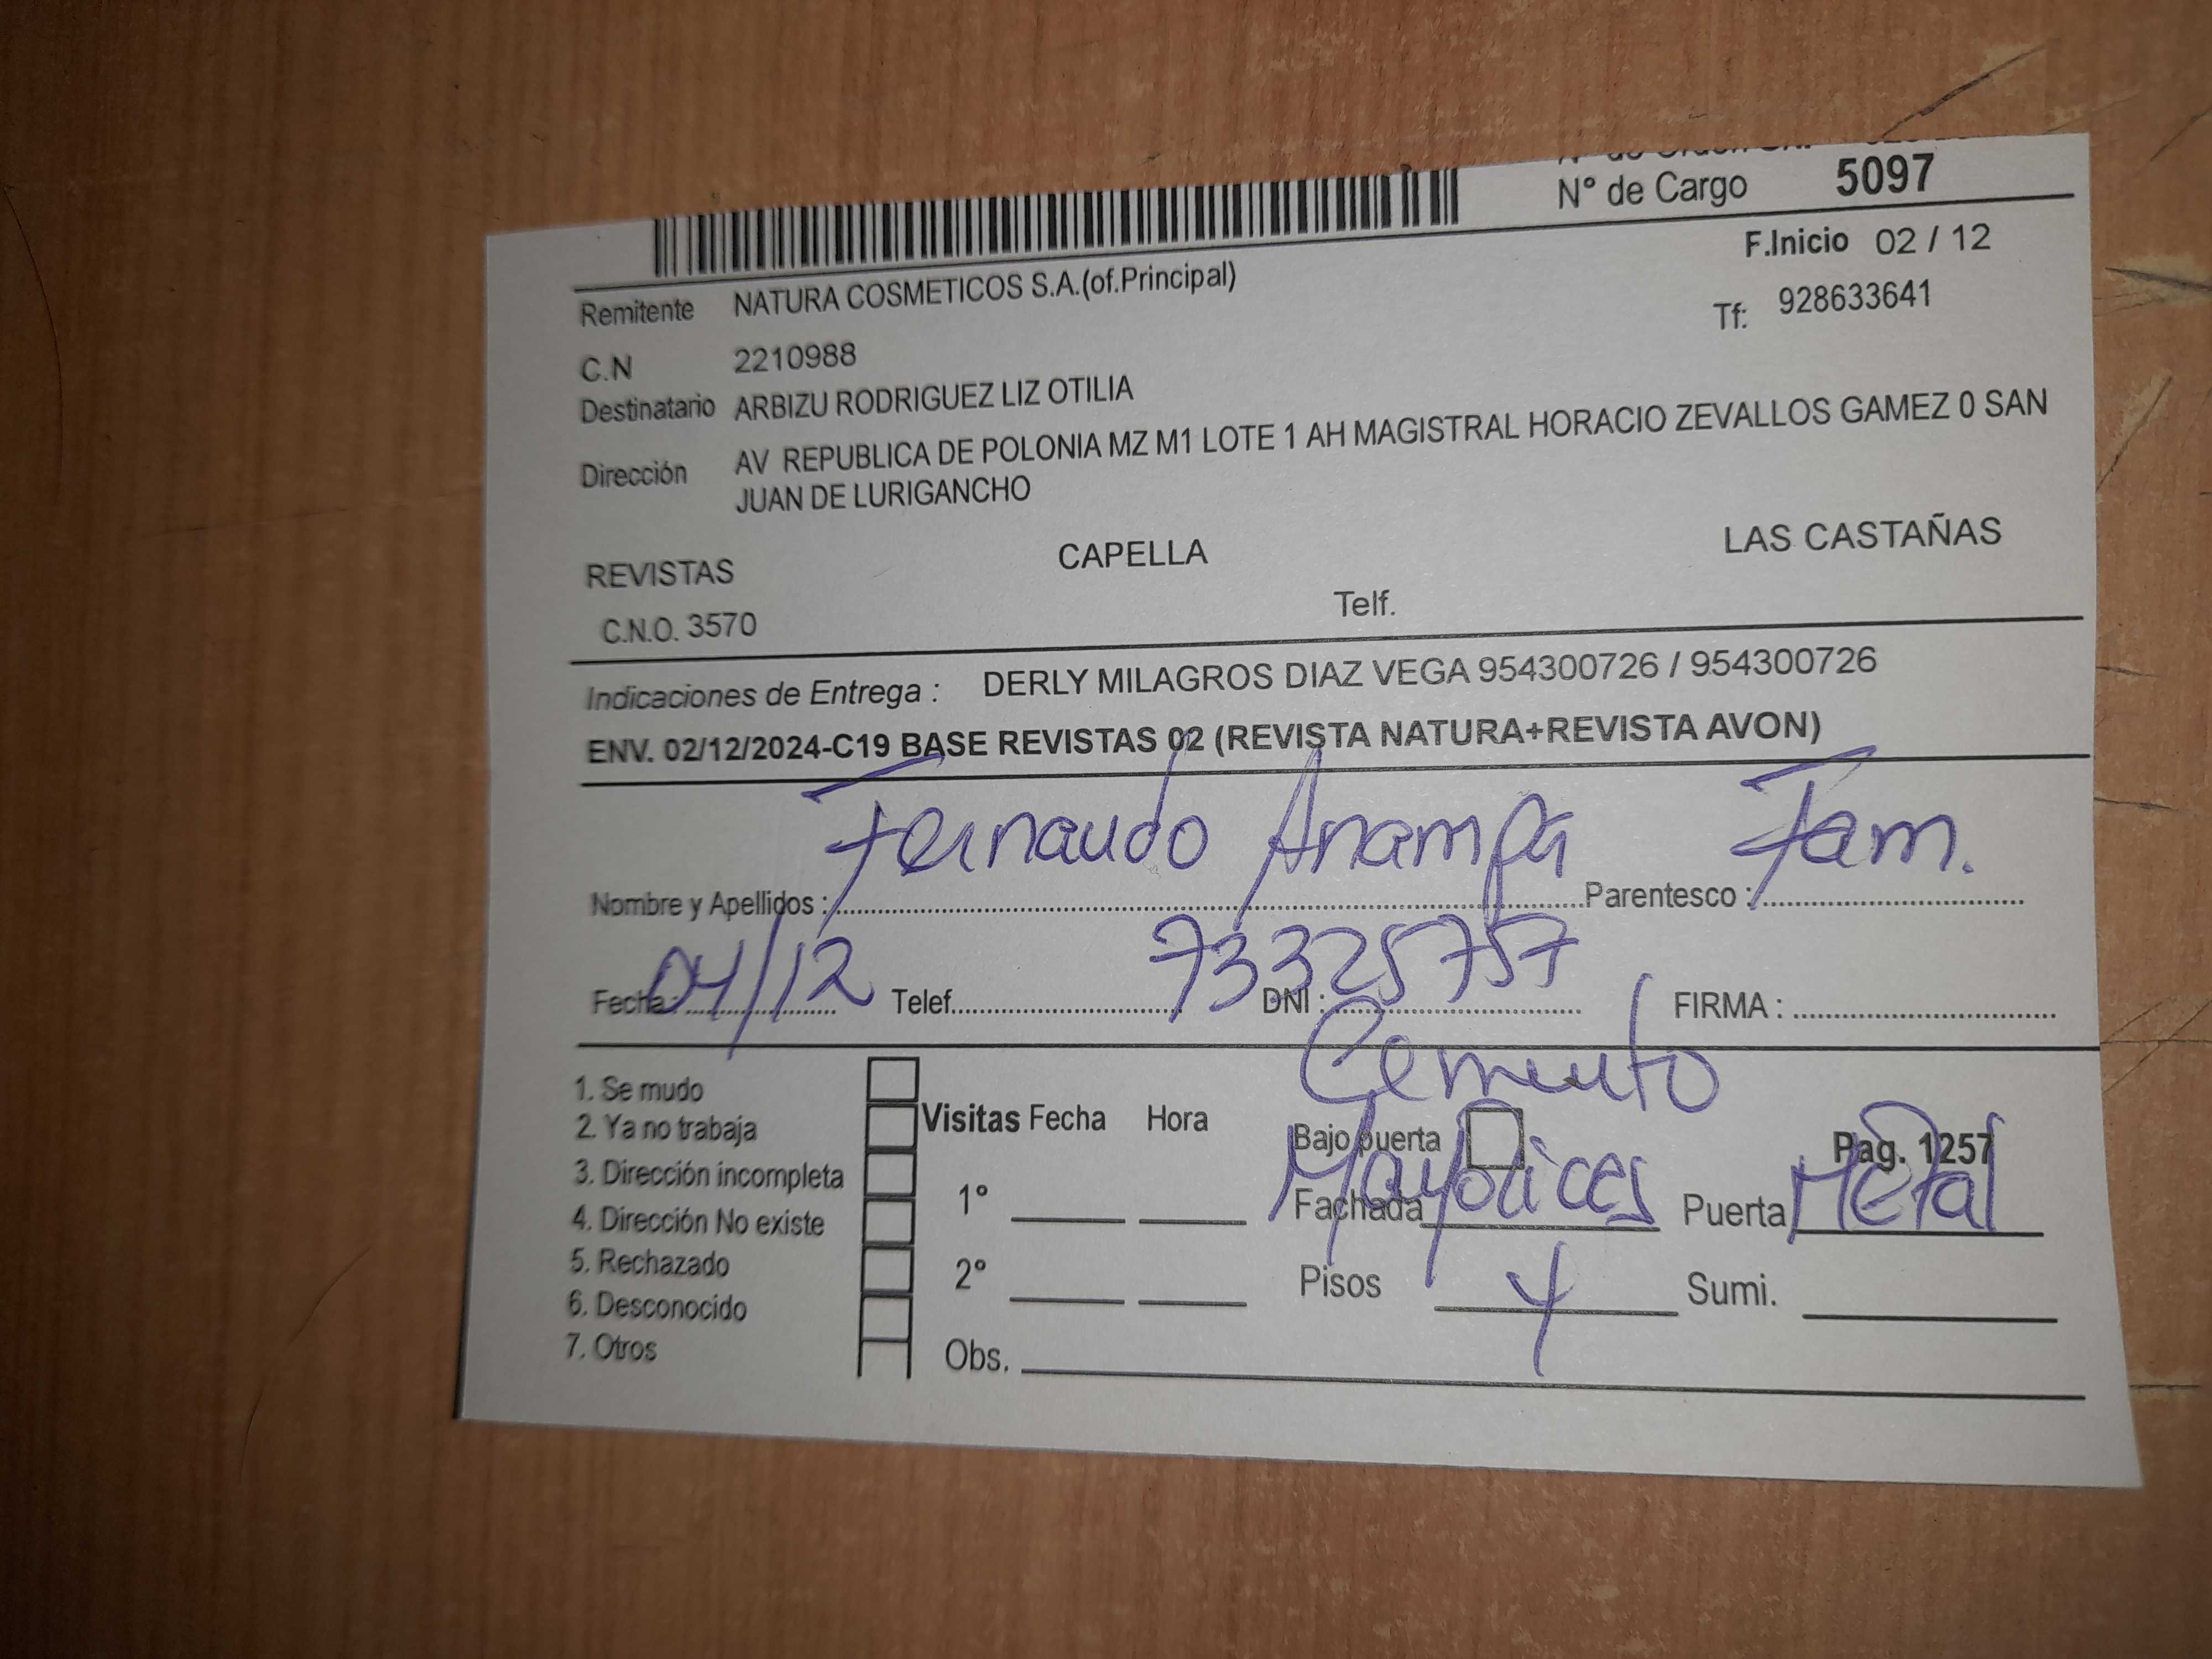 Nº de Cargo 5097
F.Inicio 02 / 12
Remitente NATURA COSMETICOS S.A.(of.Principal)
Tf: 928633641
C.N 2210988
Destinatario ARBIZU RODRIGUEZ LIZ OTILIA
Dirección AV REPUBLICA DE POLONIA MZ M1 LOTE 1 AH MAGISTRAL HORACIO ZEVALLOS GAMEZ 0 SAN
JUAN DE LURIGANCHO
REVISTAS CAPELLA LAS CASTAÑAS
C.N.O. 3570 Telf.
Indicaciones de Entrega : DERLY MILAGROS DIAZ VEGA 954300726 / 954300726
ENV. 02/12/2024-C19 BASE REVISTAS 02 (REVISTA NATURA+REVISTA AVON)
Nombre y Apellidos : Fernando Anampa Parentesco : Fam.
Fecha : 04/12 Telef. DNI : 73325757 FIRMA :
Cemento
1. Se mudo
2. Ya no trabaja
3. Dirección incompleta
4. Dirección No existe
5. Rechazado
6. Desconocido
7. Otros
Visitas Fecha Hora
1º
2º
Obs.
Bajo puerta Pag. 1257
Fachada Mayolices Puerta Metal
Pisos 4 Sumi.